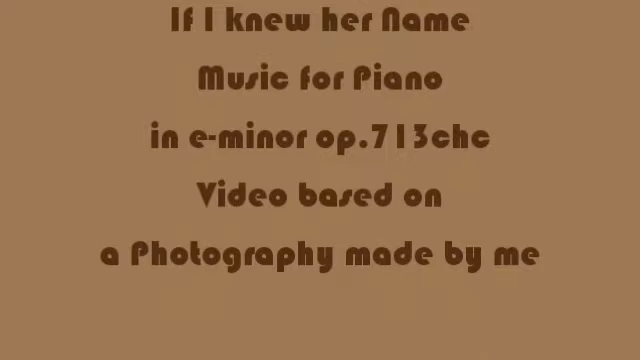 If I knew her Name
Music for Piano
in e-minor op.713chc
Video based on
a Photography made by me